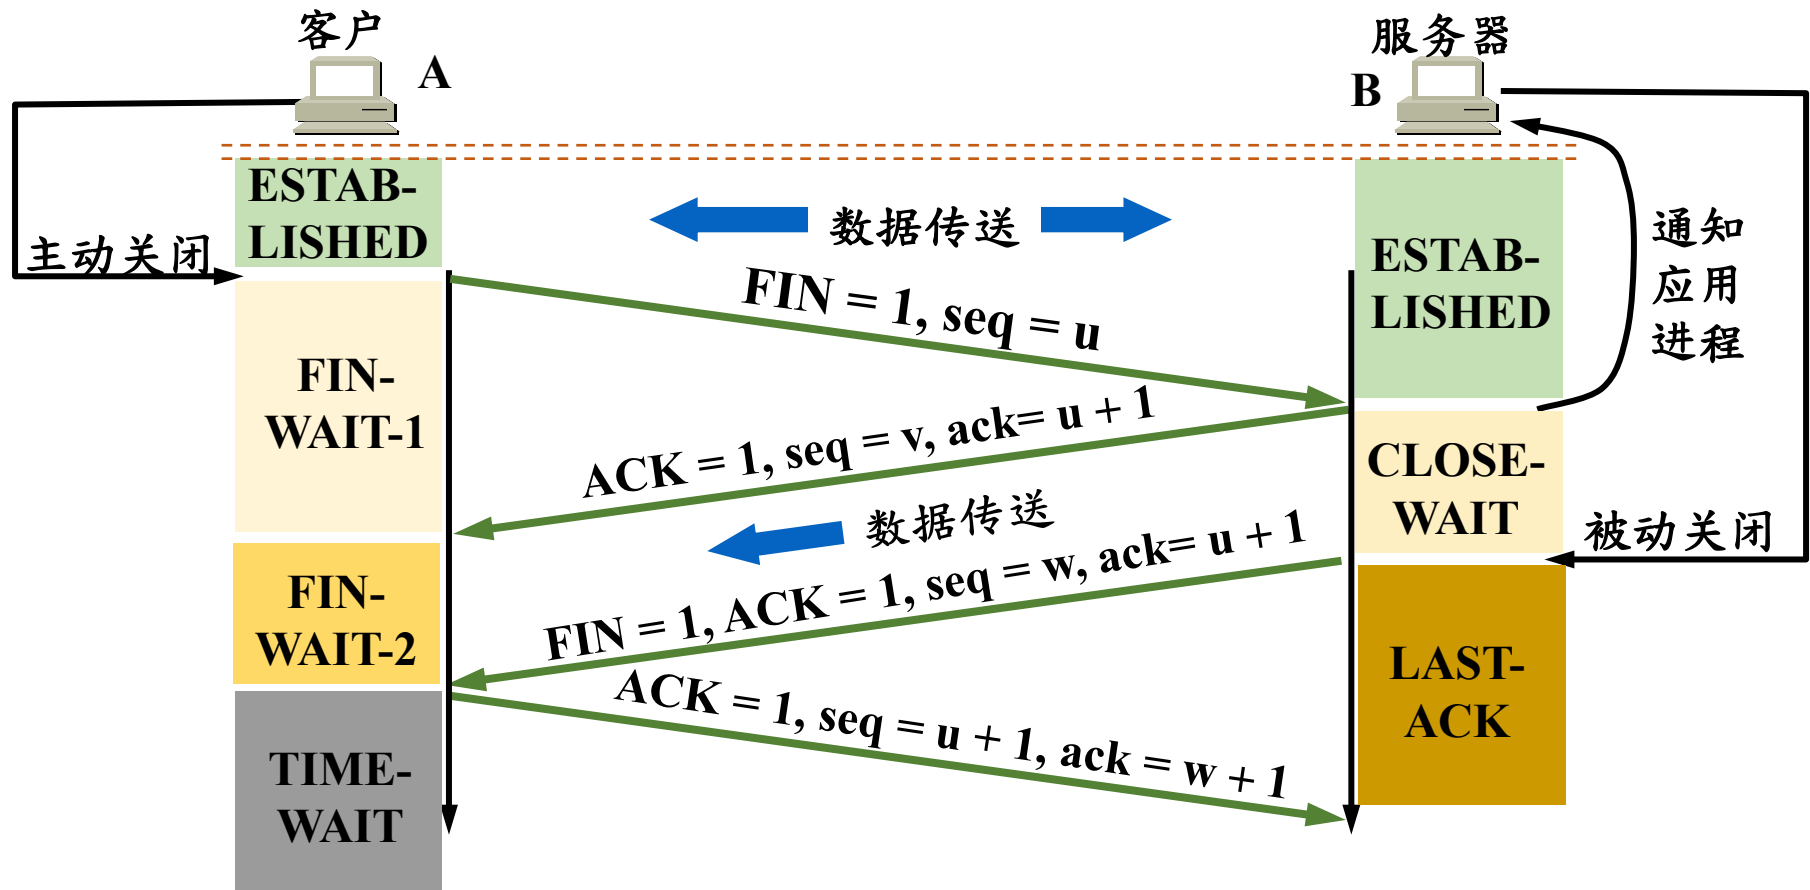 客户
服务器
A
B
ESTAB-
LISHED
数据传送
通知
应用
进程
主动关闭
ESTAB-
LISHED
FIN = 1, seq = u
FIN-
WAIT-1
ACK = 1, seq = v, ack= u + 1
CLOSE-
WAIT
数据传送
被动关闭
FIN = 1, ACK = 1, seq = w, ack= u + 1
FIN-
WAIT-2
ACK = 1, seq = u + 1, ack = w + 1
LAST-
ACK
TIME-
WAIT